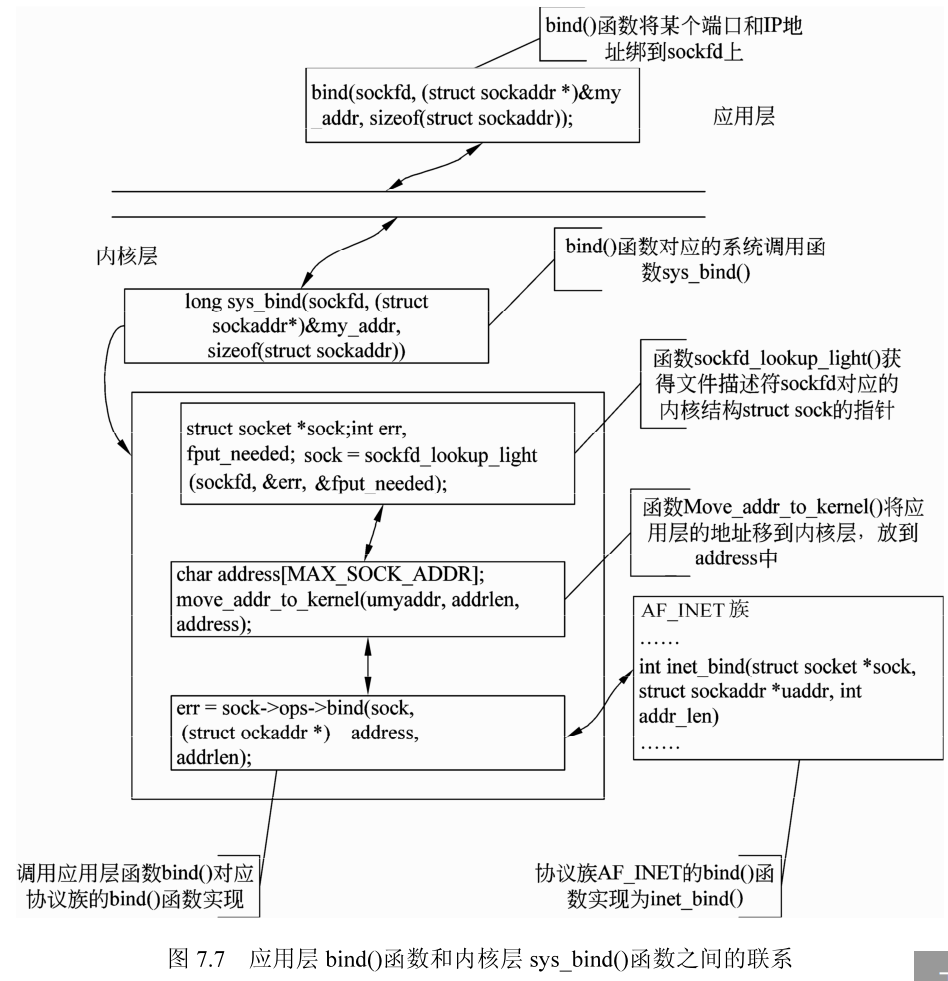 bind()函数将某个端口和IP地
址绑到sockfd上
bind(sockfd, (struct sockaddr *)&my
_addr, sizeof(struct sockaddr));
应用层
内核层
bind()函数对应的系统调用函
数sys_bind()
long sys_bind(sockfd, (struct
sockaddr*)&my_addr,
sizeof(struct sockaddr))
函数sockfd_lookup_light()获
得文件描述符sockfd对应的
内核结构struct sock的指针
struct socket *sock;int err,
fput_needed; sock = sockfd_lookup_light
(sockfd, &err, &fput_needed);
函数Move_addr_to_kernel()将应
用层的地址移到内核层，放到
address中
char address[MAX_SOCK_ADDR];
move_addr_to_kernel(umyaddr, addrlen,
address);
AF_INET 族
……
int inet_bind(struct socket *sock,
struct sockaddr *uaddr, int
addr_len)
……
err = sock->ops->bind(sock,
(struct ockaddr *) address,
addrlen);
调用应用层函数bind()对应
协议族的bind()函数实现
协议族AF_INET的bind()函
数实现为inet_bind()
图 7.7 应用层 bind()函数和内核层 sys_bind()函数之间的联系